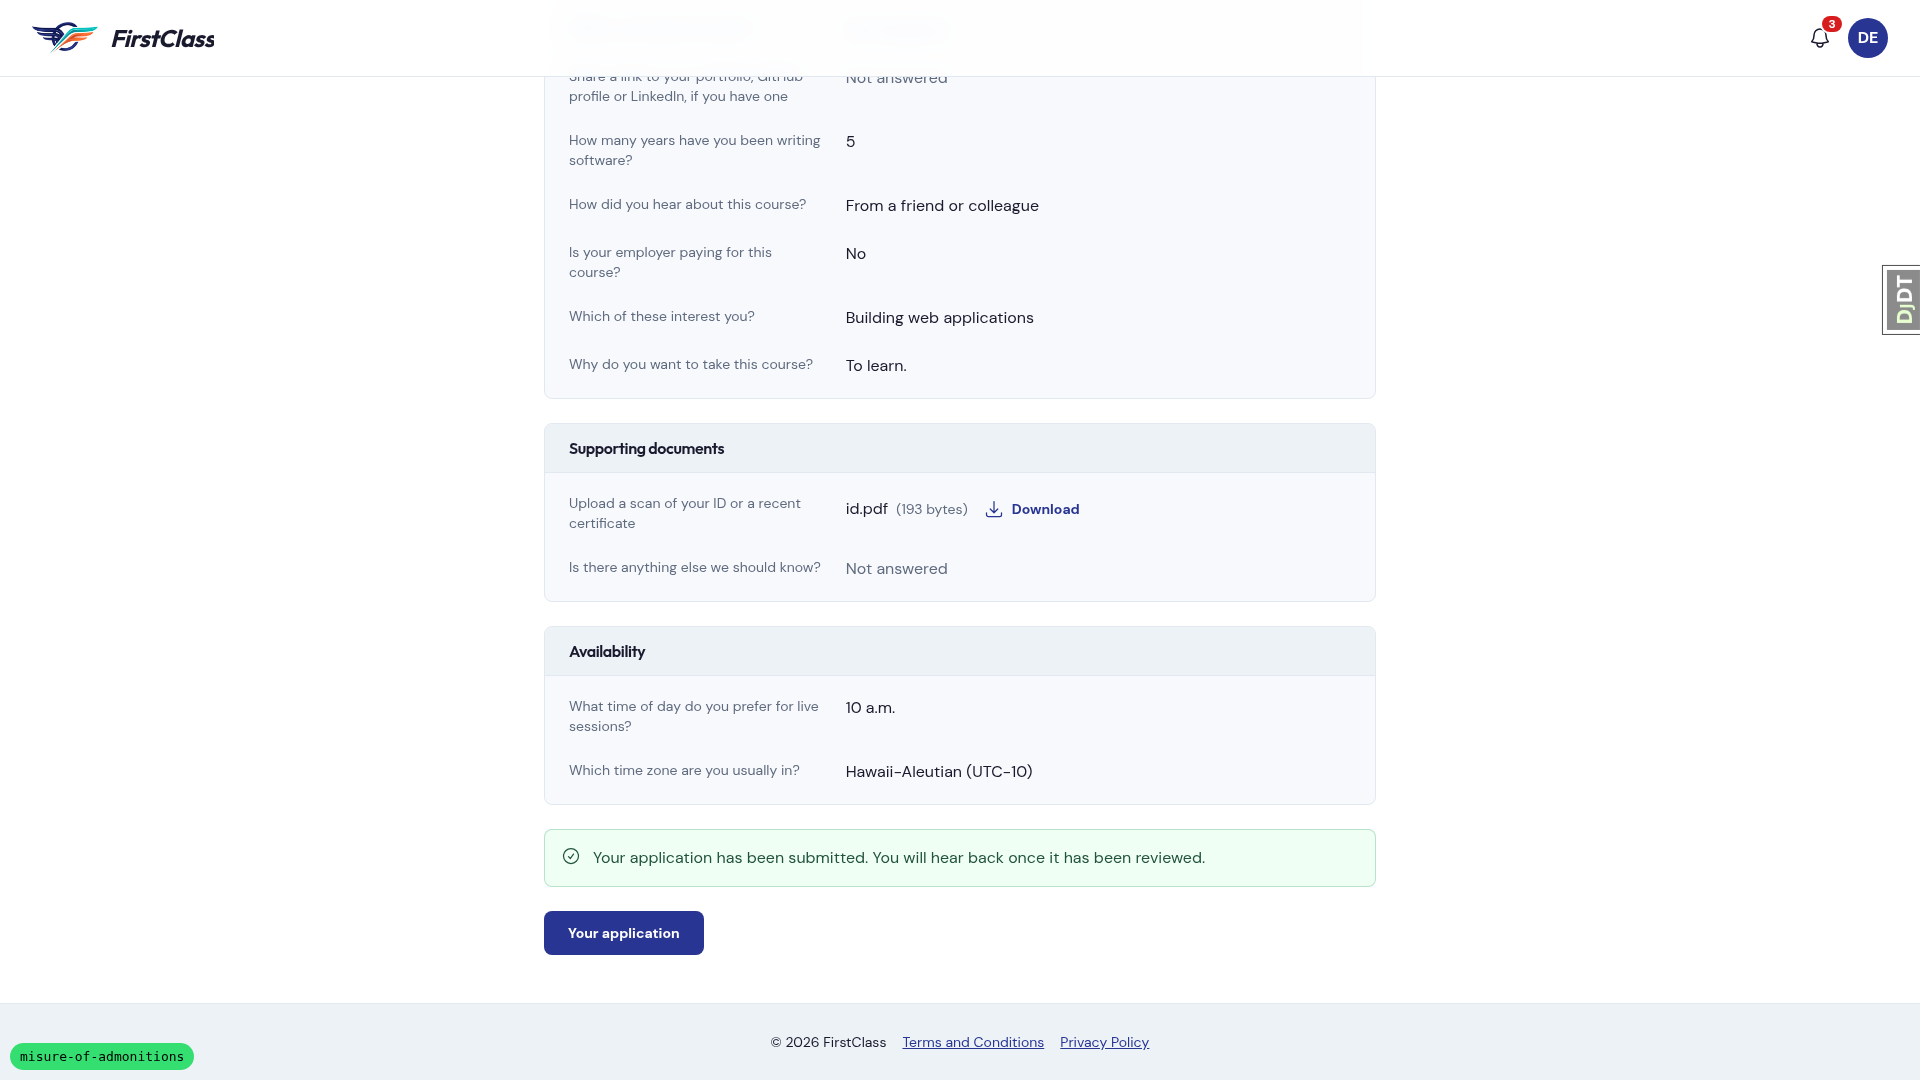 FirstClass
3
DE
Share a link to your portfolio, GitHub
profile or LinkedIn, if you have one
Not answered
How many years have you been writing
software?
5
How did you hear about this course?
From a friend or colleague
Is your employer paying for this
course?
No
Which of these interest you?
Building web applications
Why do you want to take this course?
To learn.
DJDT
Supporting documents
Upload a scan of your ID or a recent
certificate
id.pdf (193 bytes) Download
Is there anything else we should know?
Not answered
Availability
What time of day do you prefer for live
sessions?
10 a.m.
Which time zone are you usually in?
Hawaii-Aleutian (UTC-10)
Your application has been submitted. You will hear back once it has been reviewed.
Your application
© 2026 FirstClass Terms and Conditions Privacy Policy
misure-of-admonitions